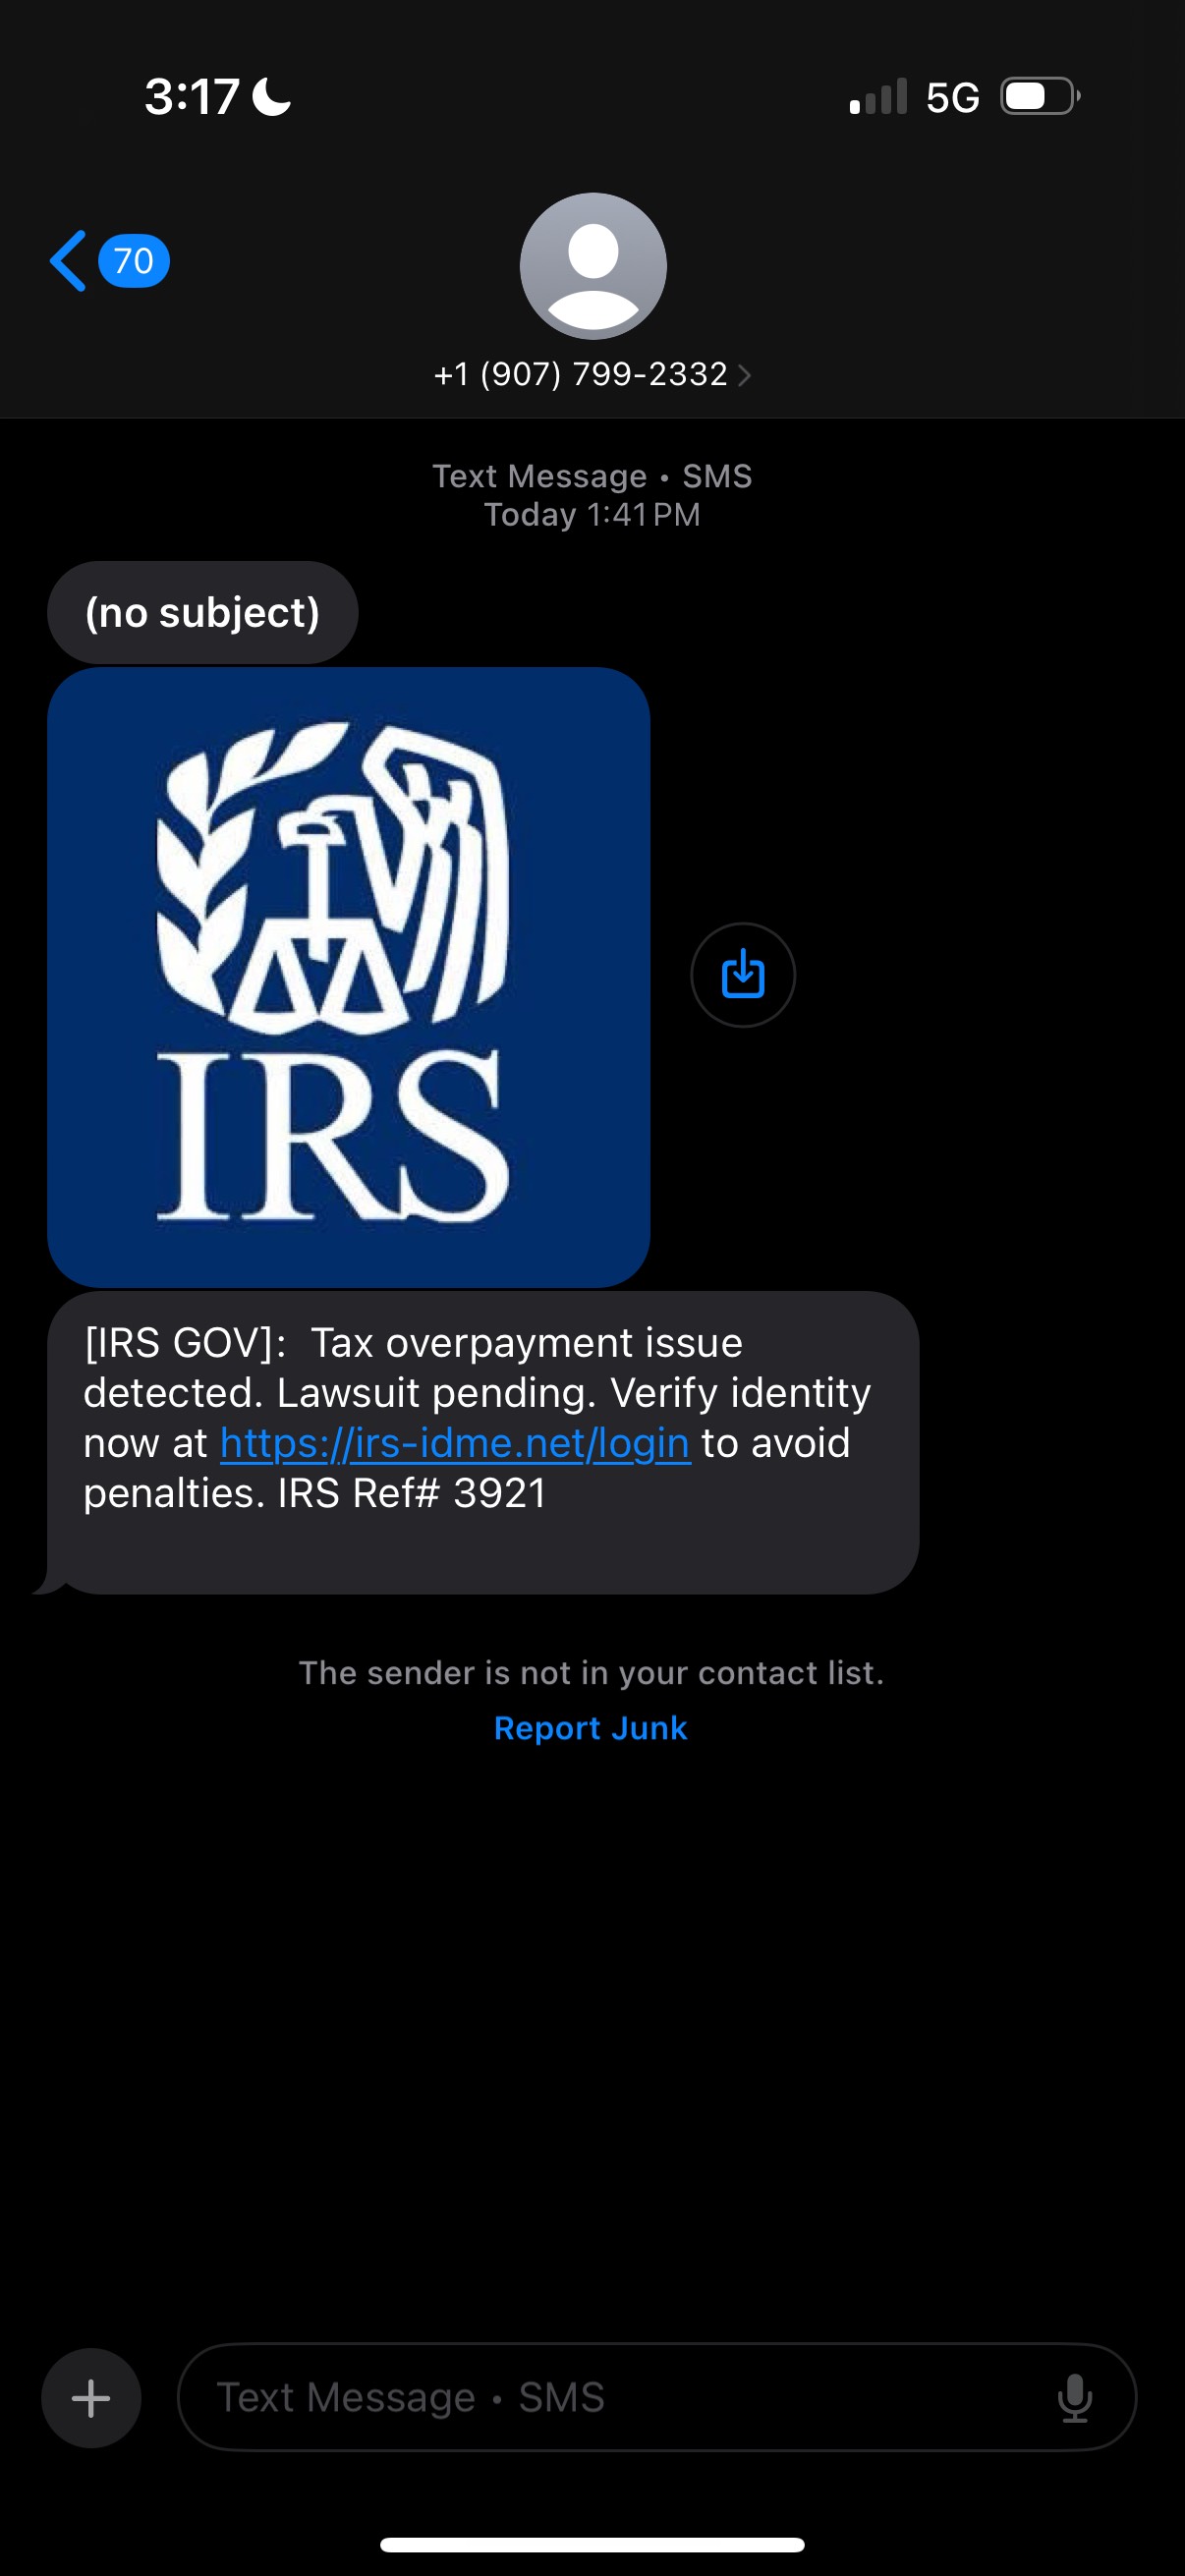 3:17
5G
70
+1 (907) 799-2332
Text Message • SMS
Today 1:41 PM
(no subject)
IRS
[IRS GOV]:  Tax overpayment issue
detected. Lawsuit pending. Verify identity
now at https://irs-idme.net/login to avoid
penalties. IRS Ref# 3921
The sender is not in your contact list.
Report Junk
Text Message • SMS